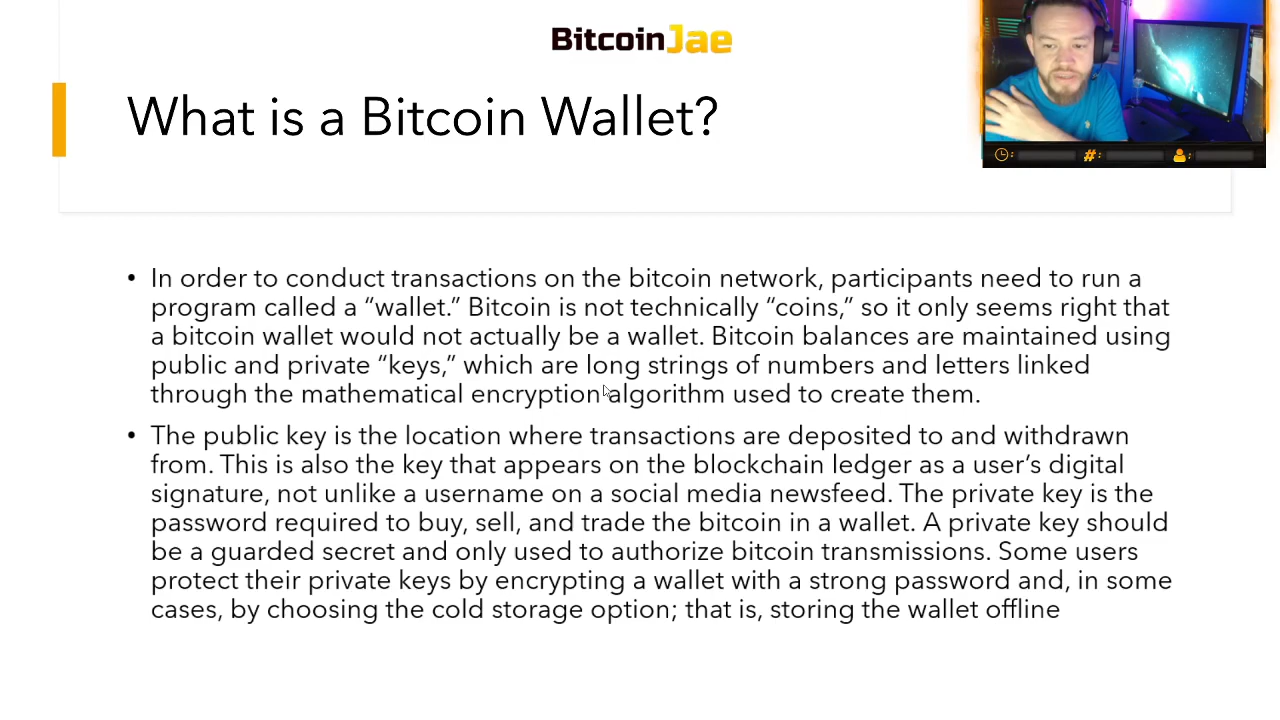 BitcoinJae
What is a Bitcoin Wallet?
• In order to conduct transactions on the bitcoin network, participants need to run a
program called a “wallet.” Bitcoin is not technically “coins,” so it only seems right that
a bitcoin wallet would not actually be a wallet. Bitcoin balances are maintained using
public and private “keys,” which are long strings of numbers and letters linked
through the mathematical encryption algorithm used to create them.
• The public key is the location where transactions are deposited to and withdrawn
from. This is also the key that appears on the blockchain ledger as a user’s digital
signature, not unlike a username on a social media newsfeed. The private key is the
password required to buy, sell, and trade the bitcoin in a wallet. A private key should
be a guarded secret and only used to authorize bitcoin transmissions. Some users
protect their private keys by encrypting a wallet with a strong password and, in some
cases, by choosing the cold storage option; that is, storing the wallet offline